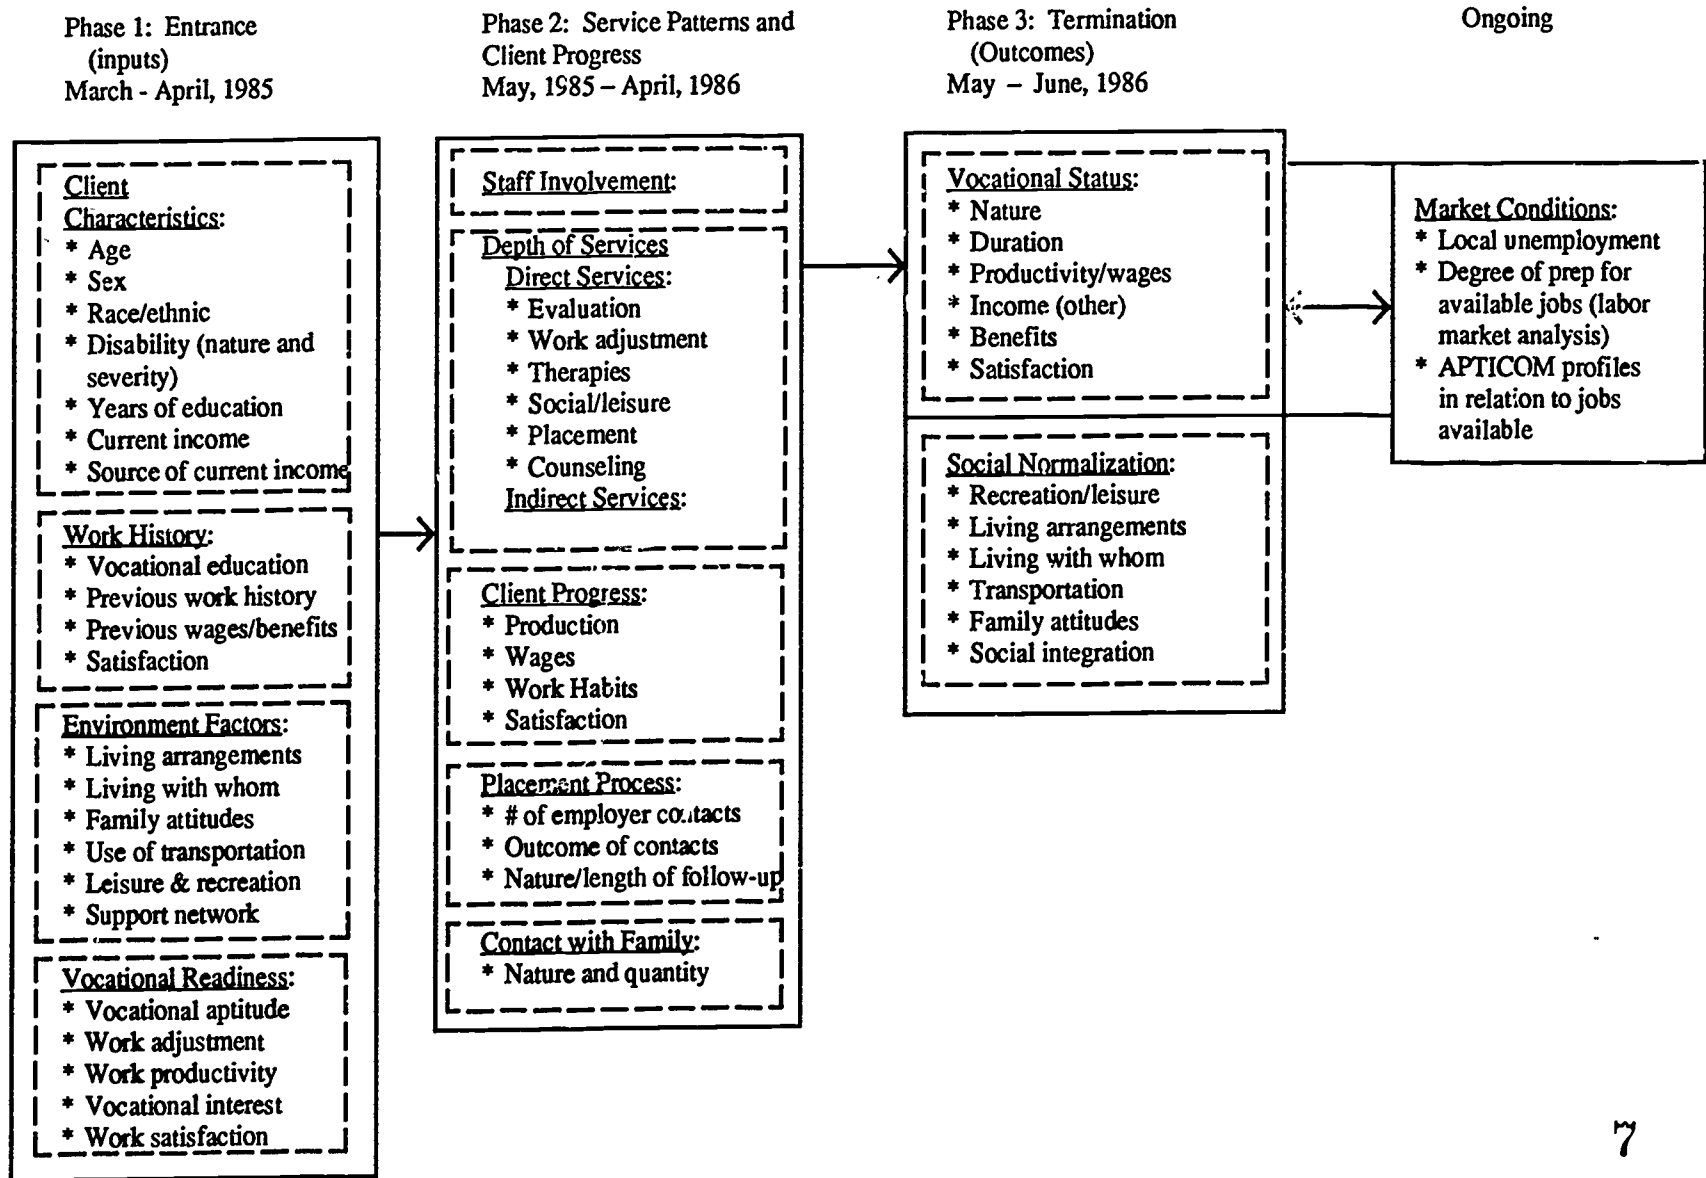 Phase 1: Entrance
(inputs)
March - April, 1985
Client
Characteristics:
* Age
* Sex
* Race/ethnic
* Disability (nature and
severity)
* Years of education
* Current income
* Source of current income
Work History:
* Vocational education
* Previous work history
* Previous wages/benefits
* Satisfaction
Environment Factors:
* Living arrangements
* Living with whom
* Family attitudes
* Use of transportation
* Leisure & recreation
* Support network
Vocational Readiness:
* Vocational aptitude
* Work adjustment
* Work productivity
* Vocational interest
* Work satisfaction
Phase 2: Service Patterns and
Client Progress
May, 1985 – April, 1986
Staff Involvement:
Depth of Services
Direct Services:
* Evaluation
* Work adjustment
* Therapies
* Social/leisure
* Placement
* Counseling
Indirect Services:
Client Progress:
* Production
* Wages
* Work Habits
* Satisfaction
Placement Process:
* # of employer contacts
* Outcome of contacts
* Nature/length of follow-up
Contact with Family:
* Nature and quantity
Phase 3: Termination
(Outcomes)
May – June, 1986
Vocational Status:
* Nature
* Duration
* Productivity/wages
* Income (other)
* Benefits
* Satisfaction
Social Normalization:
* Recreation/leisure
* Living arrangements
* Living with whom
* Transportation
* Family attitudes
* Social integration
Ongoing
Market Conditions:
* Local unemployment
* Degree of prep for
available jobs (labor
market analysis)
* APTICOM profiles
in relation to jobs
available
7